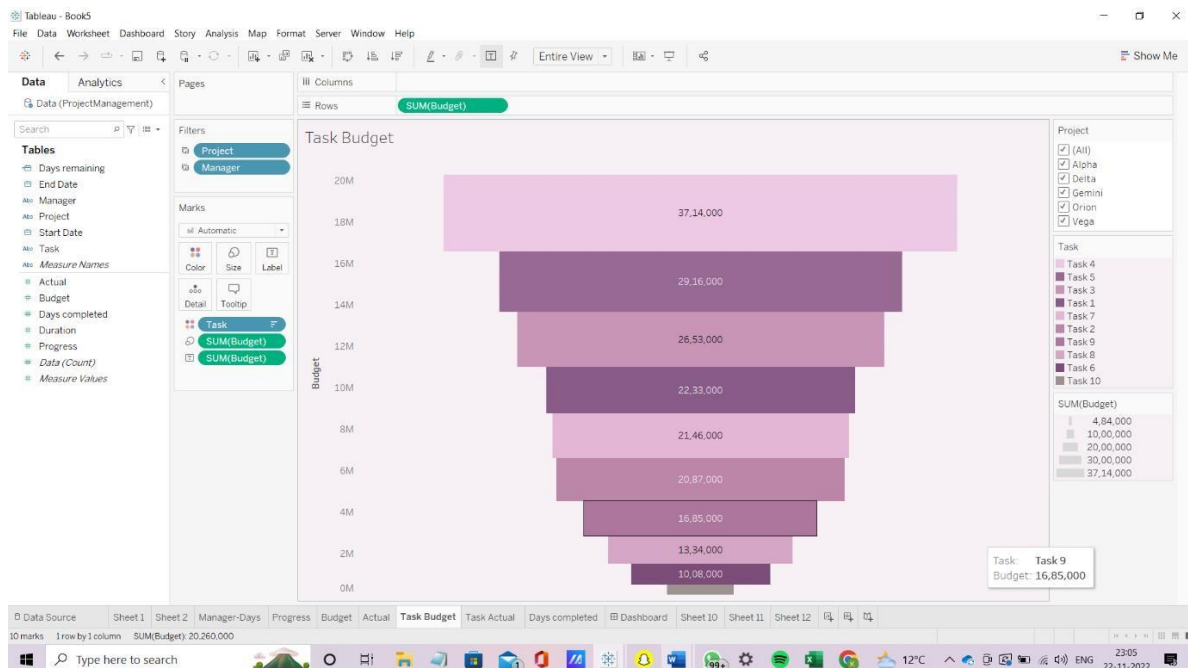 Tableau - Book5
File Data Worksheet Dashboard Story Analysis Map Format Server Window Help
Entire View
Show Me
Data Analytics
Data (ProjectManagement)
Search
Tables
Days remaining
End Date
Abc Manager
Abc Project
Start Date
Abc Task
Abc Measure Names
Actual
Budget
Days completed
Duration
Progress
Data (Count)
Measure Values
Pages
Filters
Project
Manager
Marks
Automatic
Color Size Label
Detail Tooltip
Task
SUM(Budget)
SUM(Budget)
Columns
Rows SUM(Budget)
Task Budget
Budget
20M
18M
16M
14M
12M
10M
8M
6M
4M
2M
0M
37,14,000
29,16,000
26,53,000
22,33,000
21,46,000
20,87,000
16,85,000
13,34,000
10,08,000
Task: Task 9
Budget: 16,85,000
Project
(All)
Alpha
Delta
Gemini
Orion
Vega
Task
Task 4
Task 5
Task 3
Task 1
Task 7
Task 2
Task 9
Task 8
Task 6
Task 10
SUM(Budget)
4,84,000
10,00,000
20,00,000
30,00,000
37,14,000
Data Source Sheet 1 Sheet 2 Manager-Days Progress Budget Actual Task Budget Task Actual Days completed Dashboard Sheet 10 Sheet 11 Sheet 12
10 marks 1 row by 1 column SUM(Budget): 20,260,000
Type here to search
99+
12°C
ENG
23:05
22-11-2022